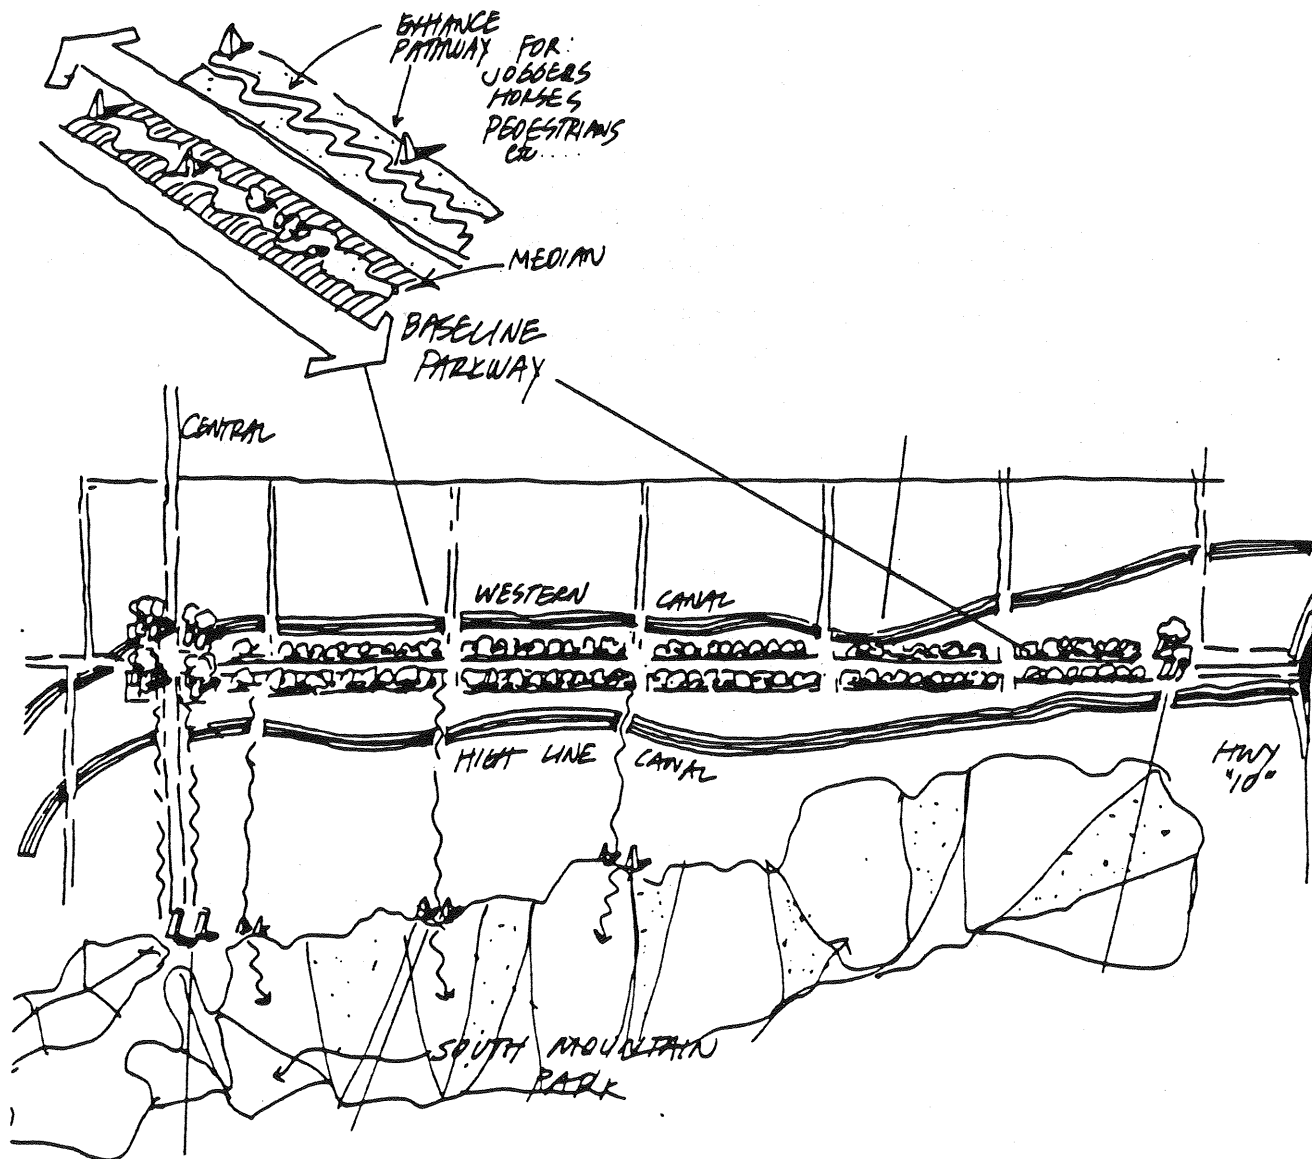 ENHANCE
PATHWAY FOR:
JOGGERS
HORSES
PEDESTRIANS
etc....
MEDIAN
BASELINE
PARKWAY
CENTRAL
WESTERN CANAL
HIGH LINE CANAL
HWY
"10"
SOUTH MOUNTAIN
PARK